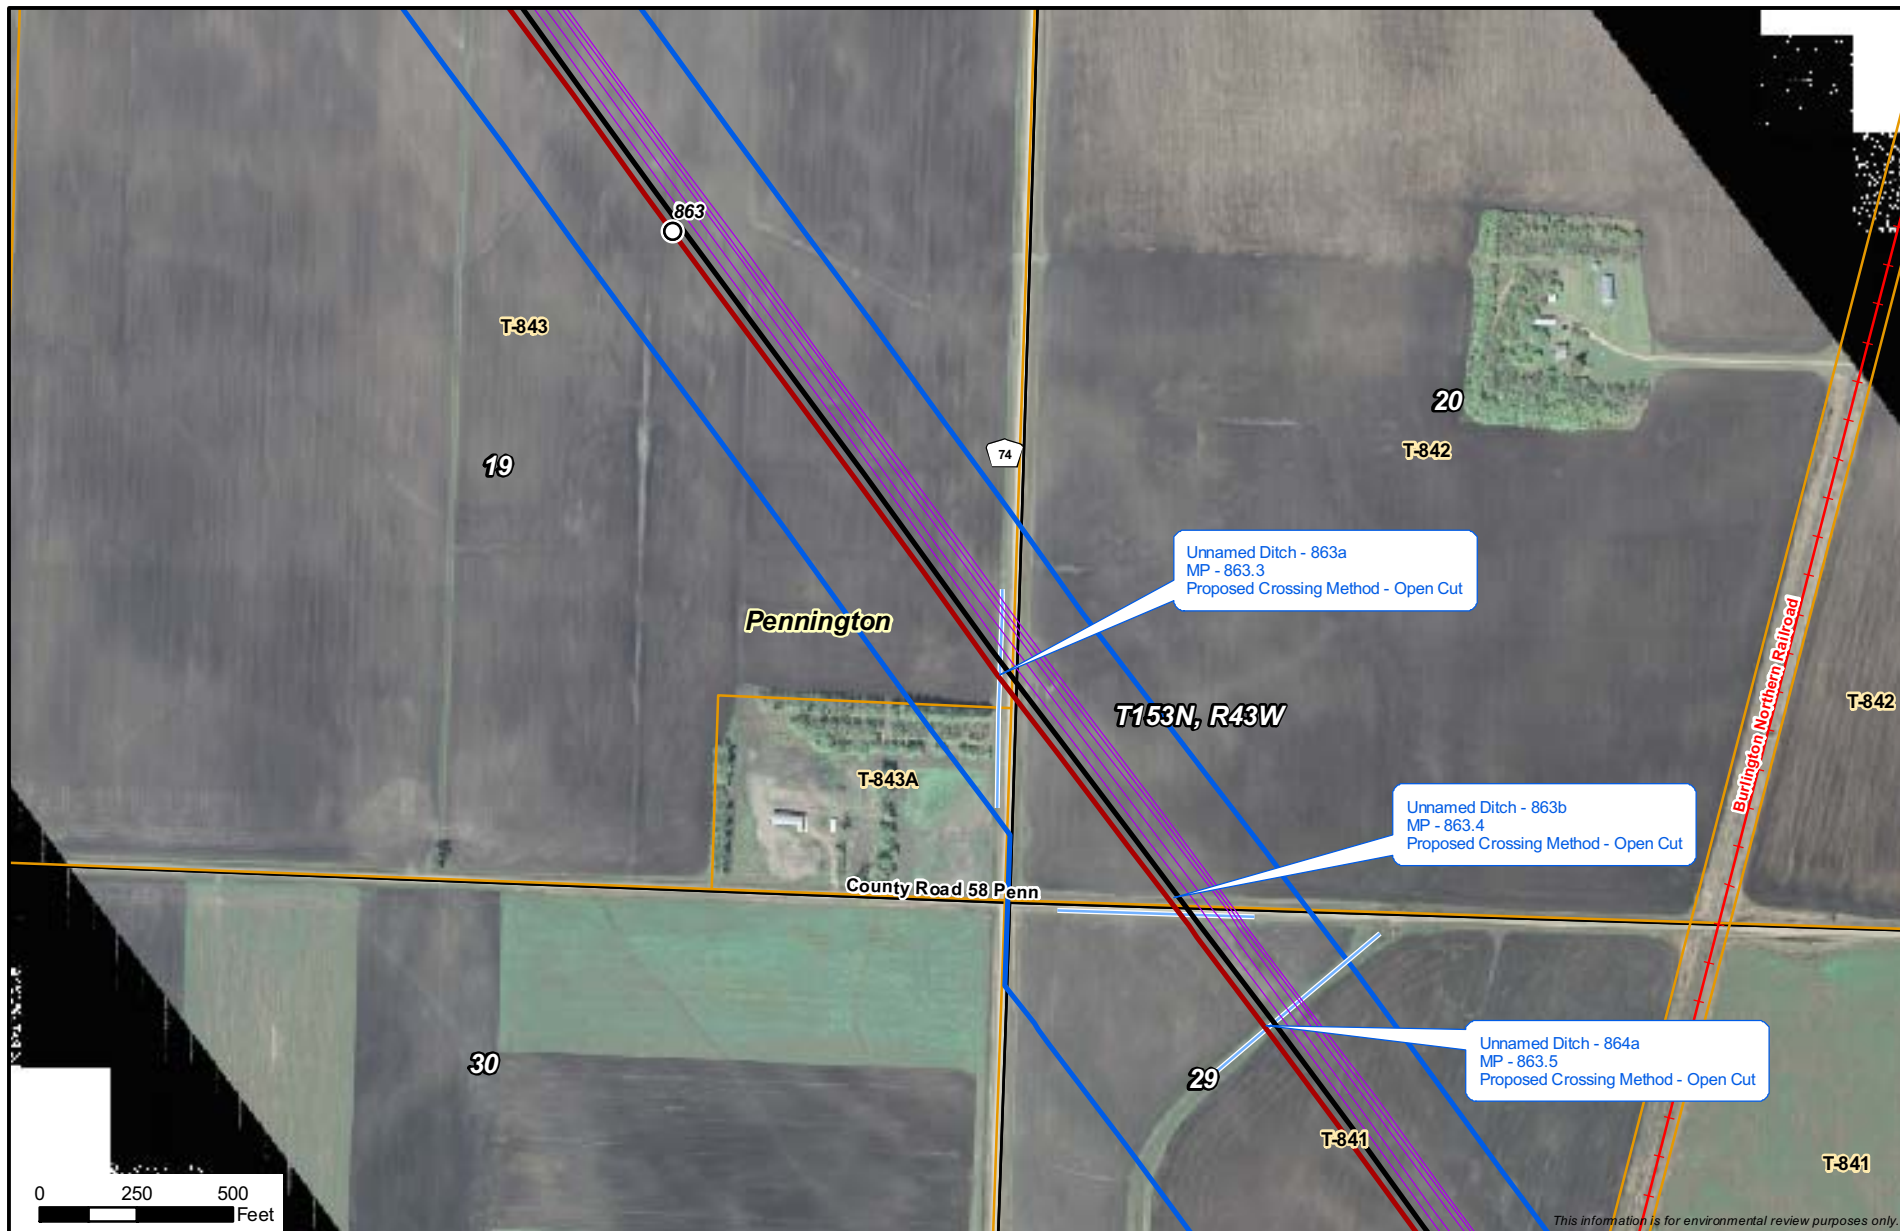 863
T-843
20
T-842
74
19
Unnamed Ditch - 863a
MP - 863.3
Proposed Crossing Method - Open Cut
Pennington
Burlington Northern Railroad
T-842
T153N, R43W
T-843A
Unnamed Ditch - 863b
MP - 863.4
Proposed Crossing Method - Open Cut
County Road 58 Penn
Unnamed Ditch - 864a
MP - 863.5
Proposed Crossing Method - Open Cut
30
29
T-841
T-841
0 250 500
Feet
This information is for environmental review purposes only